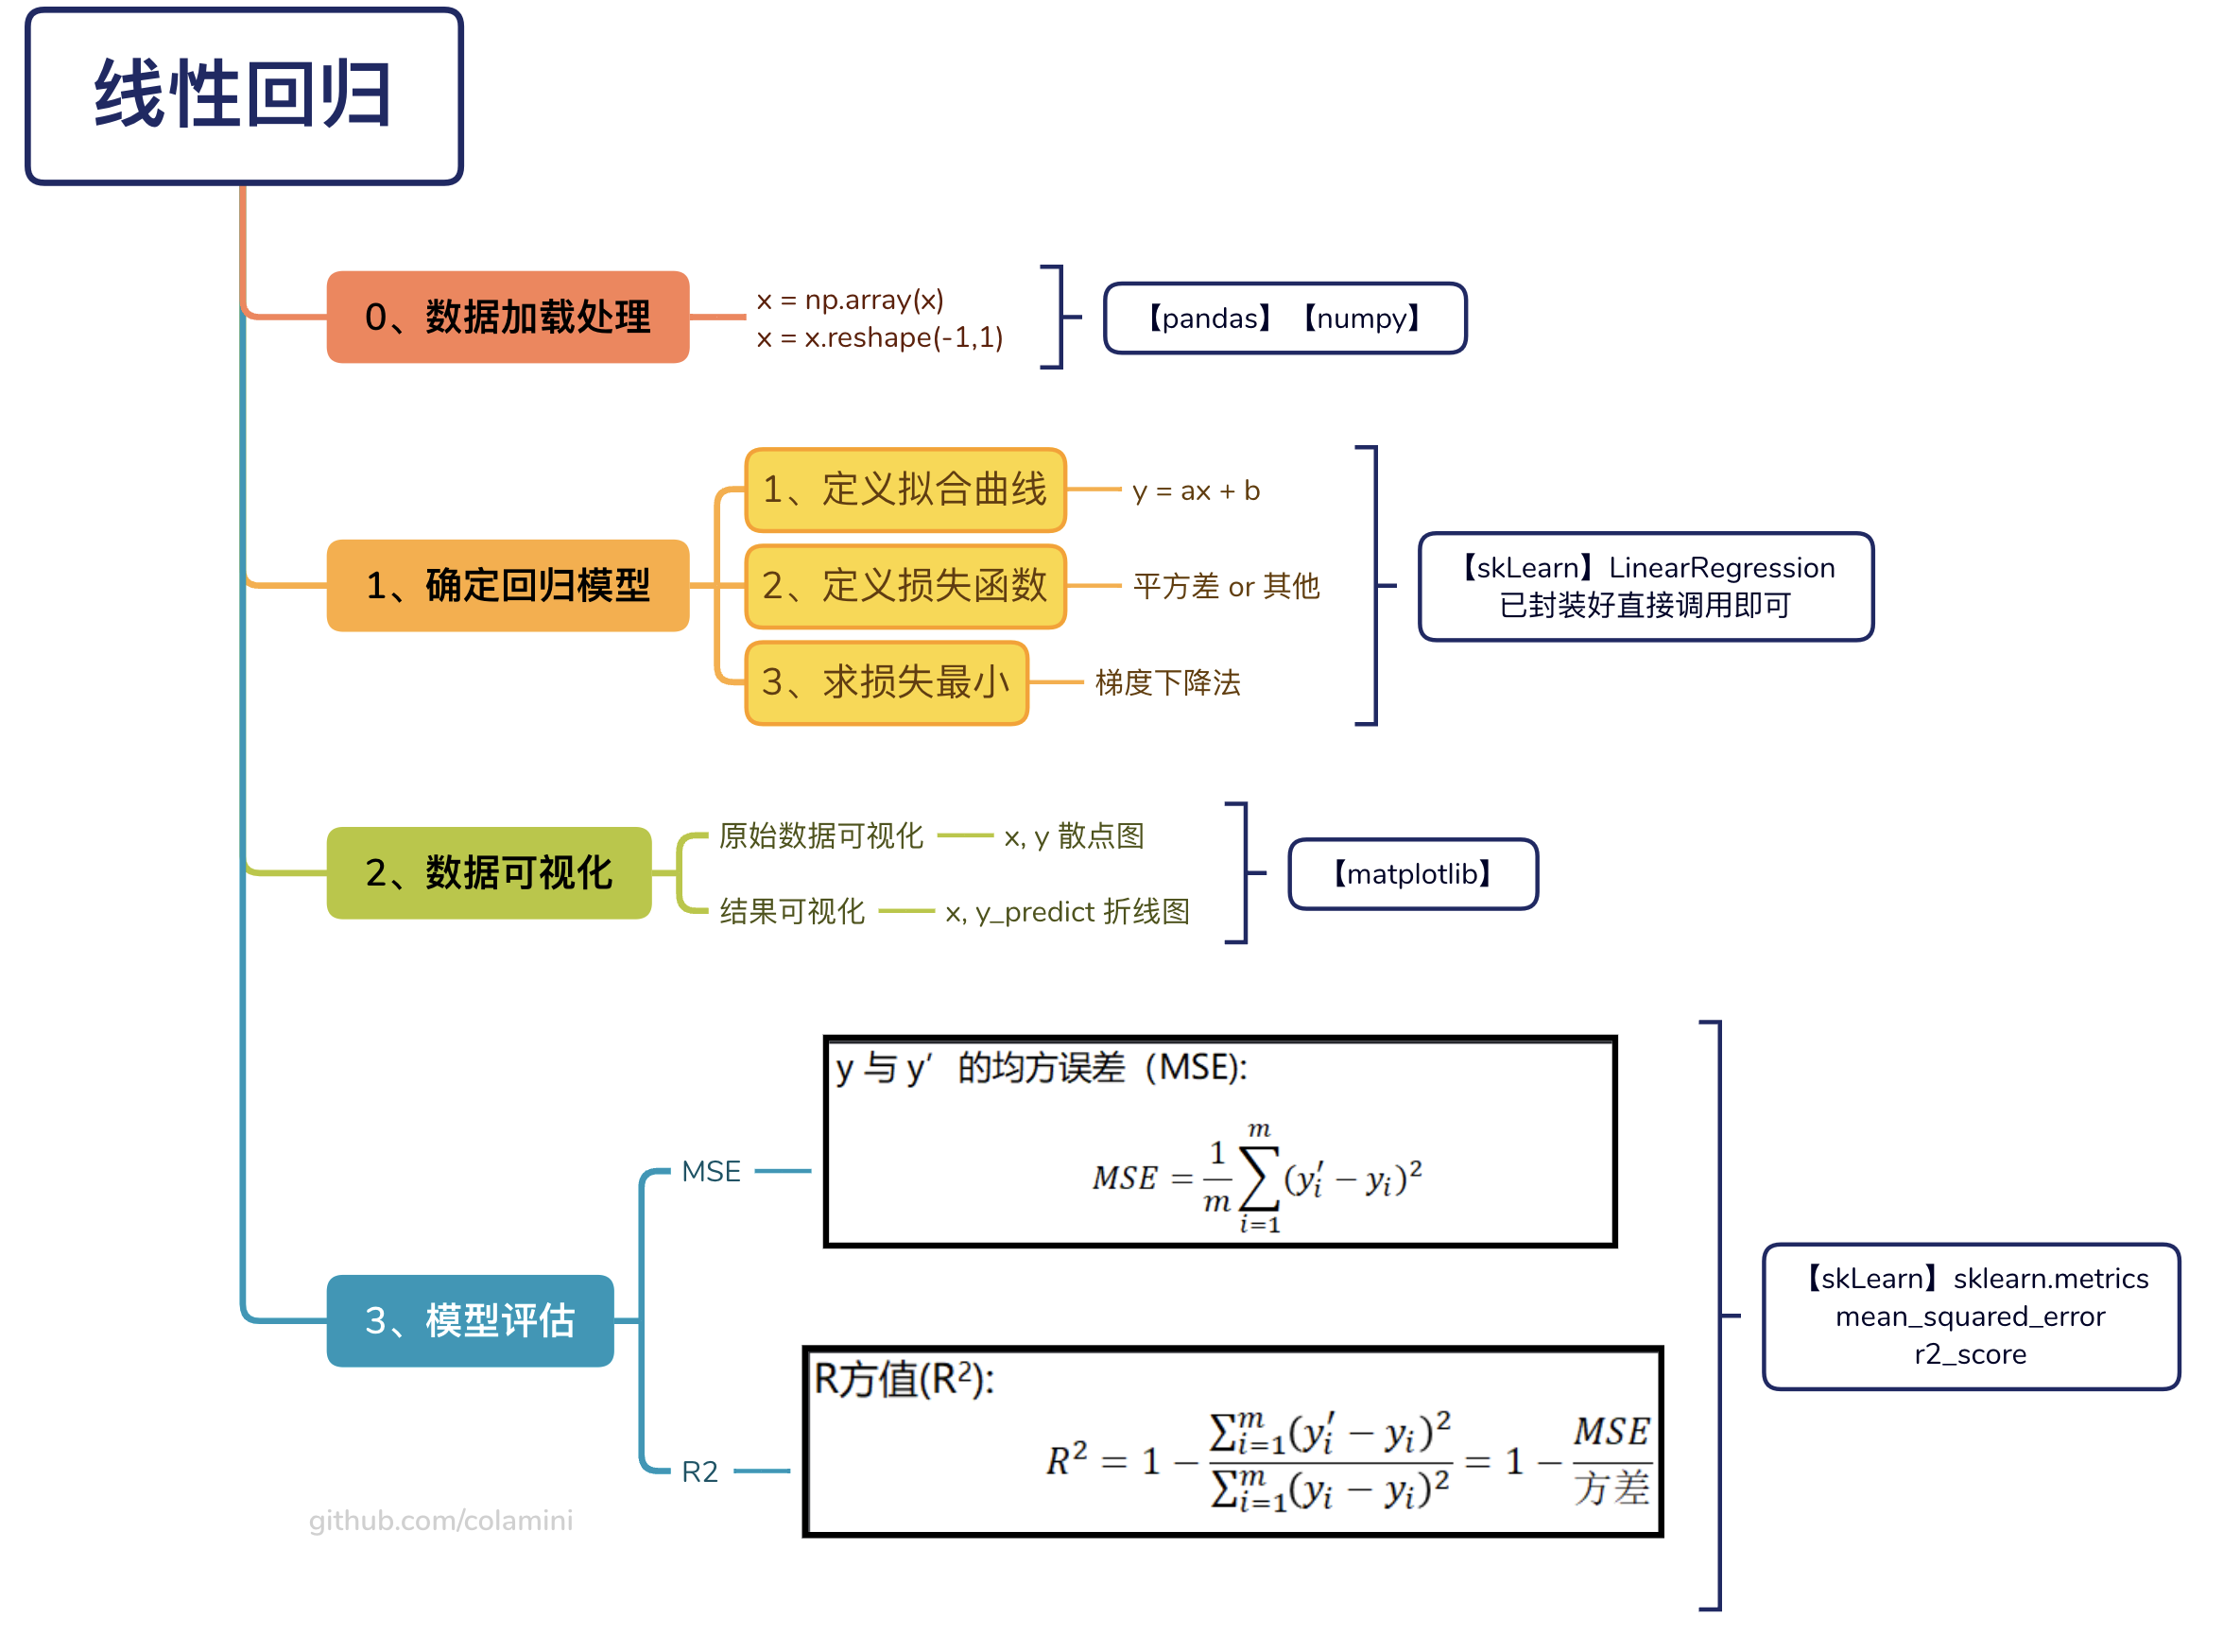 线性回归
0、数据加载处理
x = np.array(x)
x = x.reshape(-1,1)
【pandas】【numpy】
1、确定回归模型
1、定义拟合曲线
y = ax + b
2、定义损失函数
平方差 or 其他
3、求损失最小
梯度下降法
【skLearn】LinearRegression
已封装好直接调用即可
2、数据可视化
原始数据可视化
x, y 散点图
结果可视化
x, y_predict 折线图
【matplotlib】
3、模型评估
MSE
y 与 y′ 的均方误差（MSE):
MSE = \frac{1}{m}\sum_{i=1}^{m}(y_i′ − y_i)^2
R2
R方值(R²):
R^2 = 1 − \frac{\sum_{i=1}^{m}(y_i′ − y_i)^2}{\sum_{i=1}^{m}(y_i − y_i)^2} = 1 − \frac{MSE}{方差}
【skLearn】sklearn.metrics
mean_squared_error
r2_score
github.com/colamini